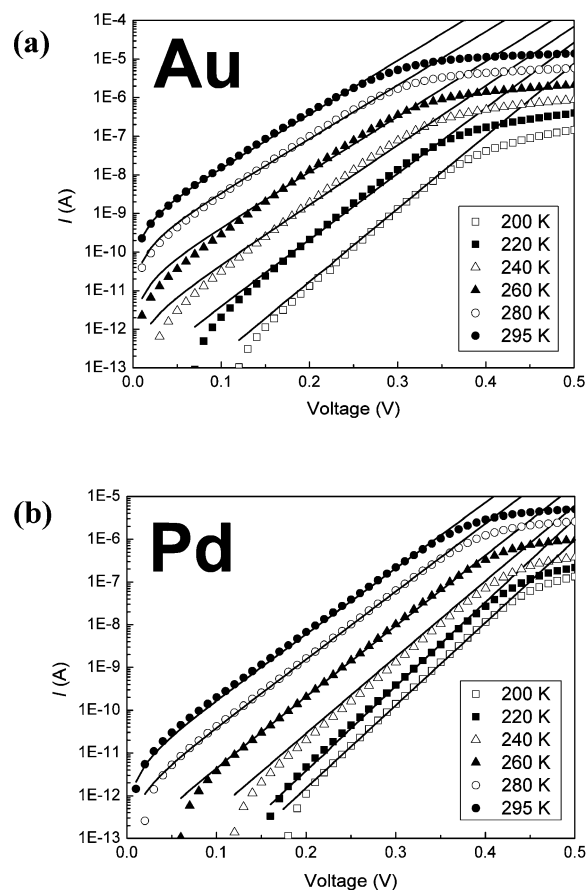 (a)
Au
1E-4
1E-5
1E-6
1E-7
1E-8
1E-9
1E-10
1E-11
1E-12
1E-13
I (A)
200 K
220 K
240 K
260 K
280 K
295 K
0.0 0.1 0.2 0.3 0.4 0.5
Voltage (V)
(b)
Pd
1E-5
1E-6
1E-7
1E-8
1E-9
1E-10
1E-11
1E-12
1E-13
I (A)
200 K
220 K
240 K
260 K
280 K
295 K
0.0 0.1 0.2 0.3 0.4 0.5
Voltage (V)